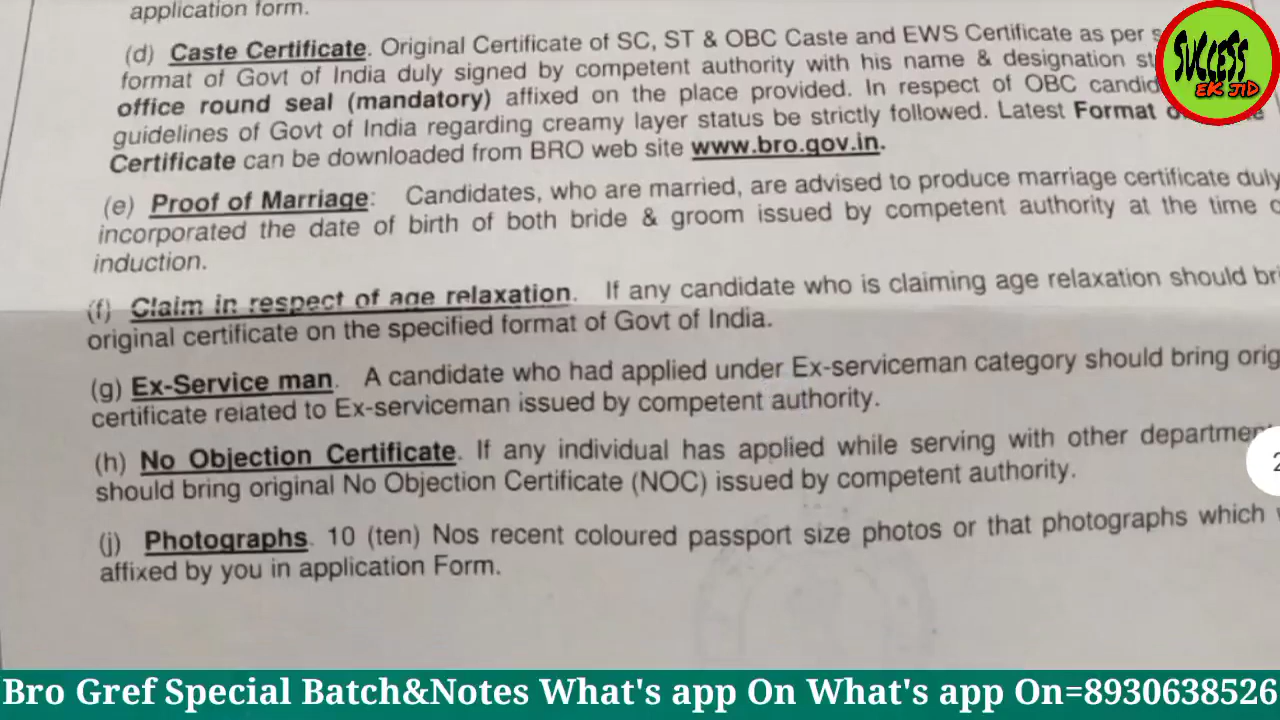 application form.
(d) Caste Certificate. Original Certificate of SC, ST & OBC Caste and EWS Certificate as per
format of Govt of India duly signed by competent authority with his name & designation
office round seal (mandatory) affixed on the place provided. In respect of OBC
guidelines of Govt of India regarding creamy layer status be strictly followed. Latest Format
Certificate can be downloaded from BRO web site www.bro.gov.in.
(e) Proof of Marriage: Candidates, who are married, are advised to produce marriage certificate duly
incorporated the date of birth of both bride & groom issued by competent authority at the time
induction.
(f) Claim in respect of age relaxation. If any candidate who is claiming age relaxation should
original certificate on the specified format of Govt of India.
(g) Ex-Service man. A candidate who had applied under Ex-serviceman category should bring
certificate related to Ex-serviceman issued by competent authority.
(h) No Objection Certificate. If any individual has applied while serving with other
should bring original No Objection Certificate (NOC) issued by competent authority.
(j) Photographs. 10 (ten) Nos recent coloured passport size photos or that photographs which
affixed by you in application Form.
SUCCESS
EK JID
2
Bro Gref Special Batch&Notes What's app On What's app On=8930638526